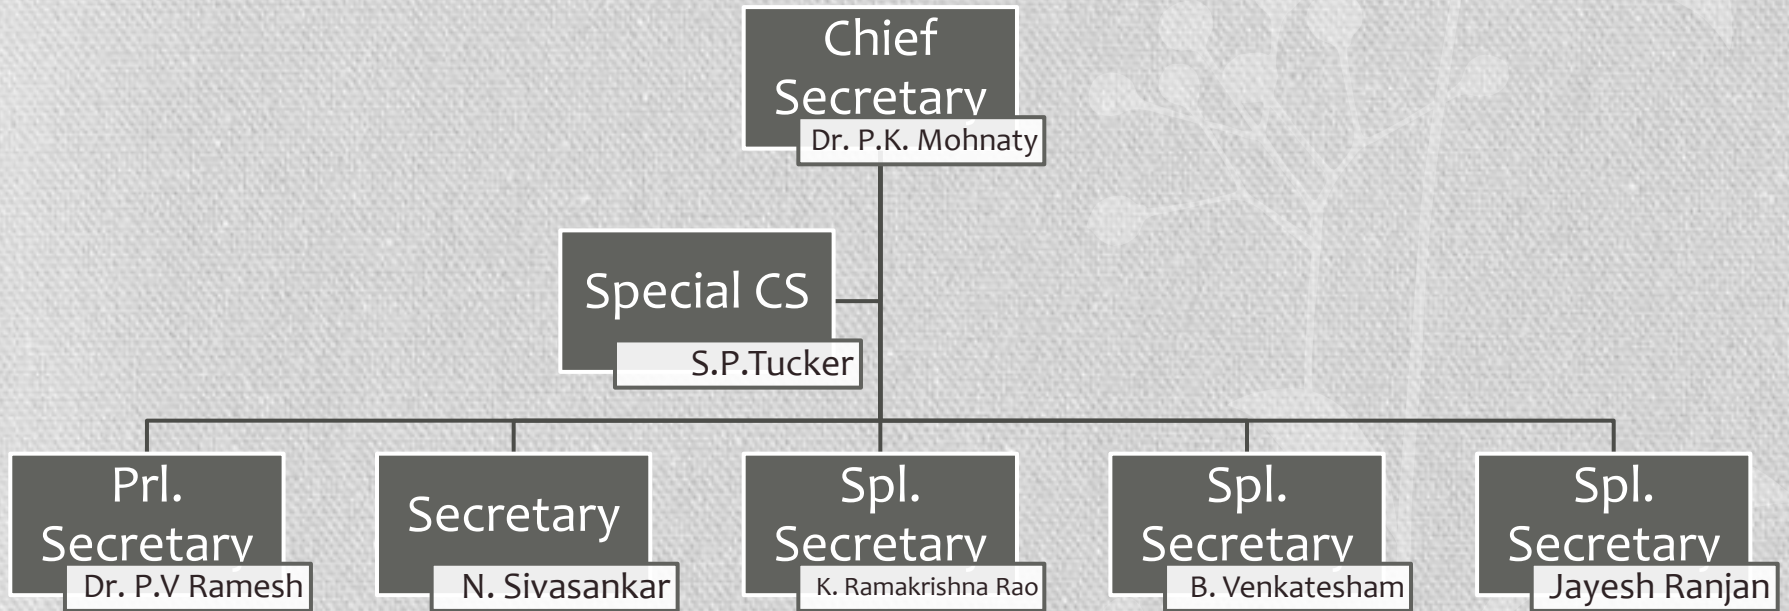 Chief
Secretary
Dr. P.K. Mohnaty
Special CS
S.P.Tucker
Prl.
Secretary
Dr. P.V Ramesh
Secretary
N. Sivasankar
Spl.
Secretary
K. Ramakrishna Rao
Spl.
Secretary
B. Venkatesham
Spl.
Secretary
Jayesh Ranjan